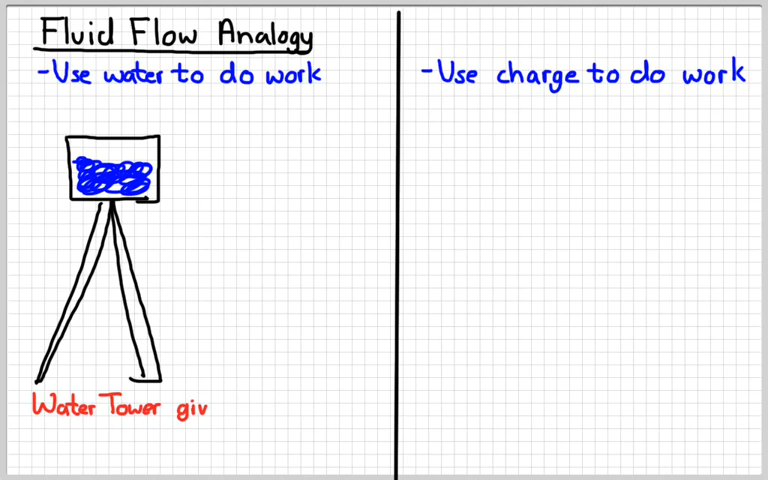 Fluid Flow Analogy
-Use water to do work
-Use charge to do work
Water Tower giv